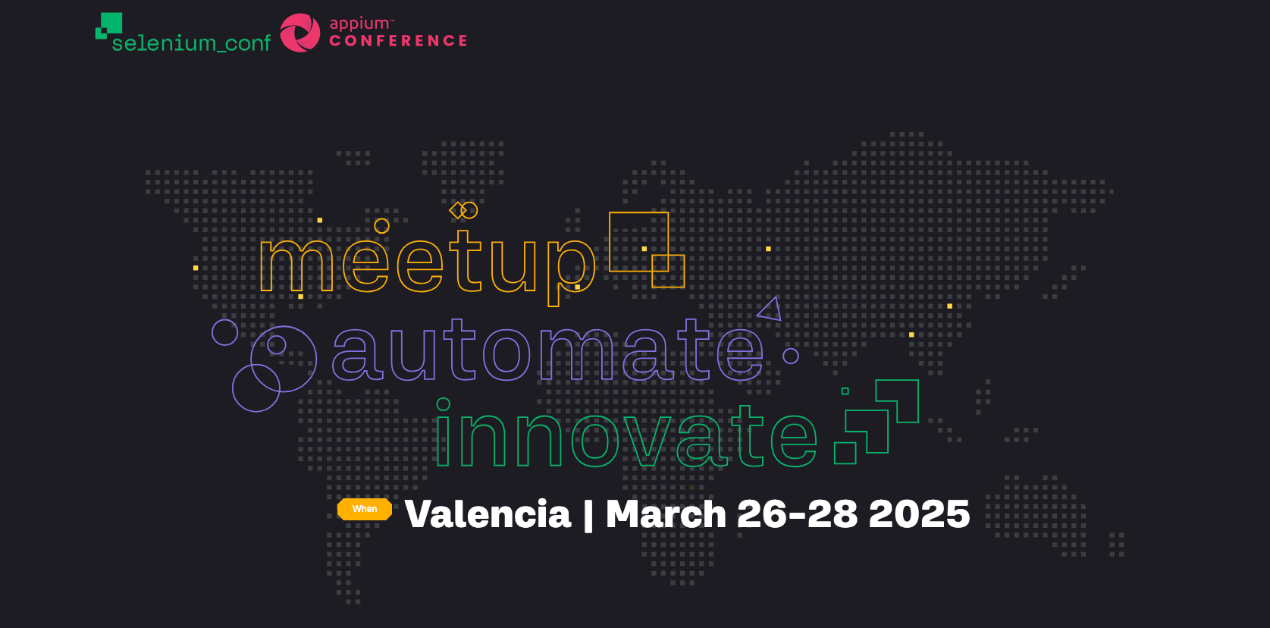 selenium_conf
appium™
CONFERENCE
meetup
automate
innovate
When
Valencia | March 26-28 2025